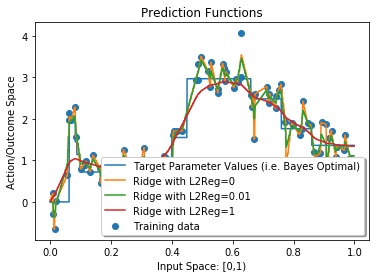 Prediction Functions
Action/Outcome Space
4
3
2
1
0
Target Parameter Values (i.e. Bayes Optimal)
Ridge with L2Reg=0
Ridge with L2Reg=0.01
Ridge with L2Reg=1
Training data
0.0 0.2 0.4 0.6 0.8 1.0
Input Space: [0,1)